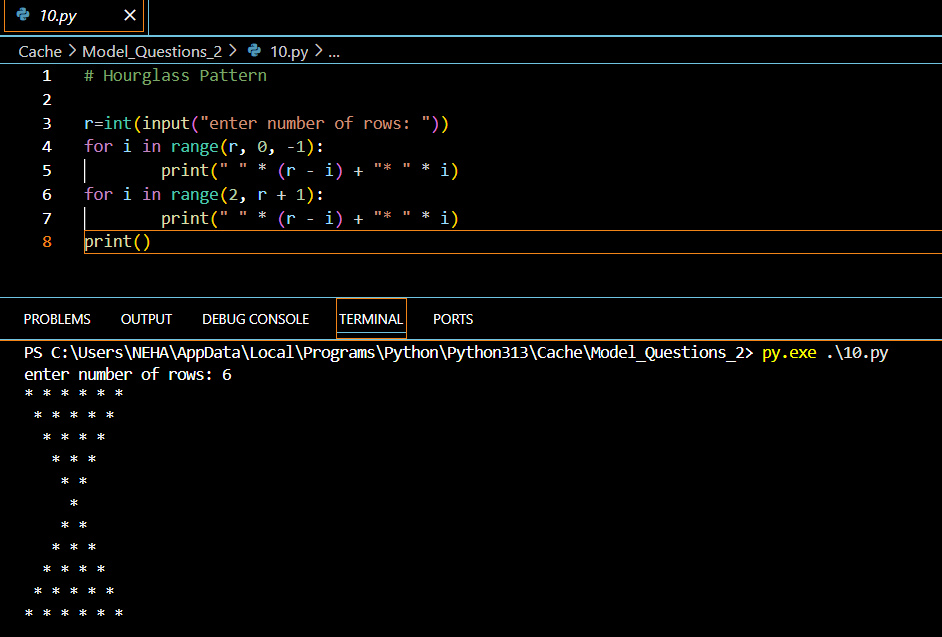 10.py ×
Cache > Model_Questions_2 > 10.py > ...
1 # Hourglass Pattern
2
3 r=int(input("enter number of rows: "))
4 for i in range(r, 0, -1):
5         print(" " * (r - i) + "* " * i)
6 for i in range(2, r + 1):
7         print(" " * (r - i) + "* " * i)
8 print()
PROBLEMS OUTPUT DEBUG CONSOLE TERMINAL PORTS
PS C:\Users\NEHA\AppData\Local\Programs\Python\Python313\Cache\Model_Questions_2> py.exe .\10.py
enter number of rows: 6
* * * * * *
 * * * * *
  * * * *
   * * *
    * *
     *
    * *
   * * *
  * * * *
 * * * * *
* * * * * *